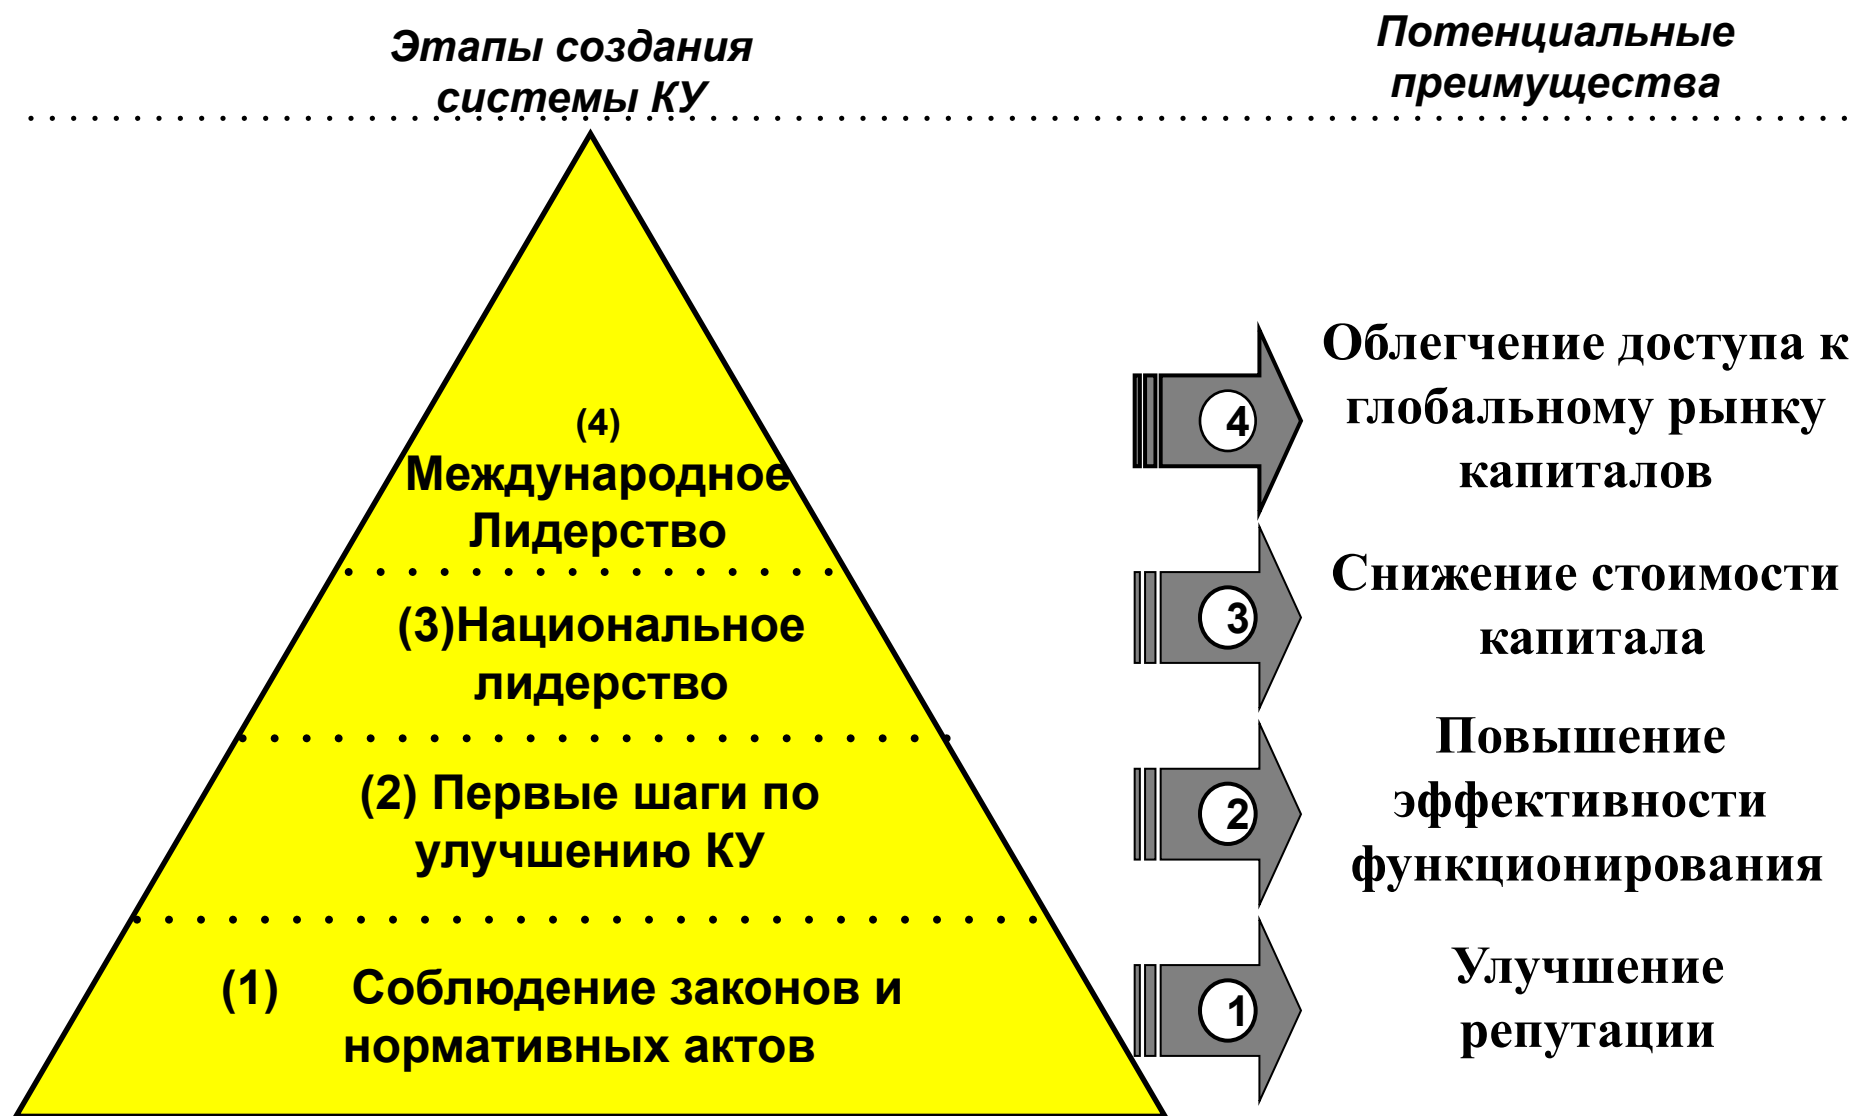 Этапы создания
системы КУ
Потенциальные
преимущества
(4)
Международное
Лидерство
4
Облегчение доступа к
глобальному рынку
капиталов
(3)Национальное
лидерство
3
Снижение стоимости
капитала
(2) Первые шаги по
улучшению КУ
2
Повышение
эффективности
функционирования
(1) Соблюдение законов и
нормативных актов
1
Улучшение
репутации